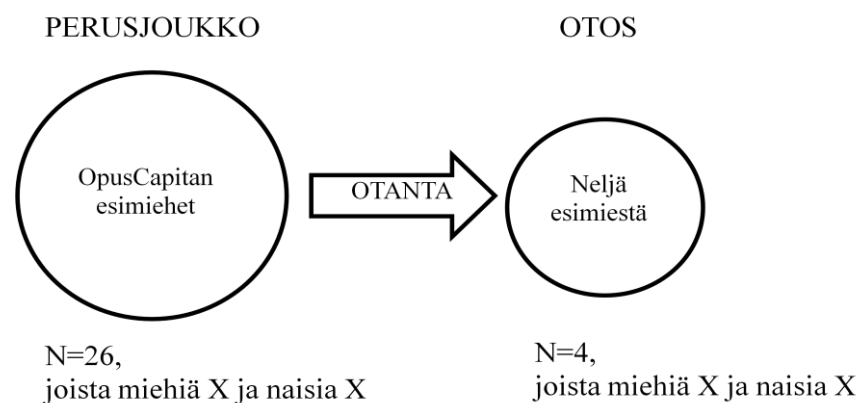 PERUSJOUKKO
OTOS
OpusCapitan
esimiehet
OTANTA
Neljä
esimiestä
N=26,
joista miehiä X ja naisia X
N=4,
joista miehiä X ja naisia X